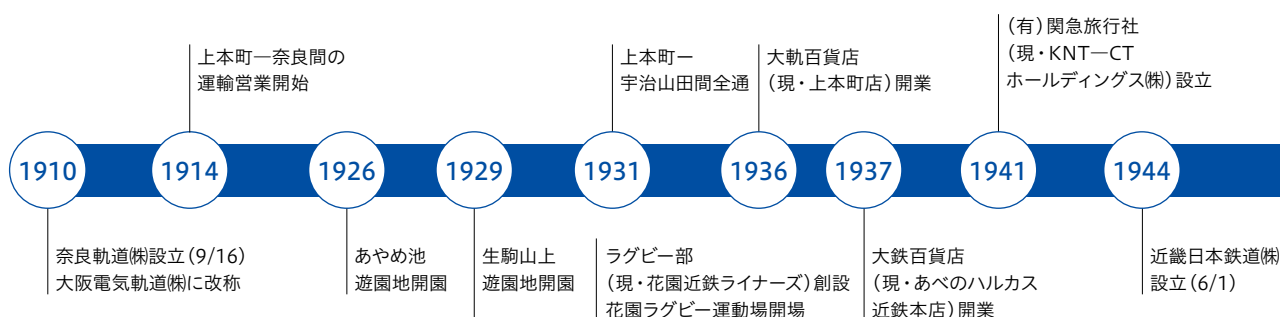 上本町―奈良間の
運輸営業開始
上本町ー
宇治山田間全通
大軌百貨店
(現・上本町店)開業
(有)関急旅行社
(現・KNT―CT
ホールディングス㈱)設立
1910
1914
1926
1929
1931
1936
1937
1941
1944
奈良軌道㈱設立(9/16)
大阪電気軌道㈱に改称
あやめ池
遊園地開園
生駒山上
遊園地開園
ラグビー部
(現・花園近鉄ライナーズ)創設
花園ラグビー運動場開場
大鉄百貨店
(現・あべのハルカス
近鉄本店)開業
近畿日本鉄道㈱
設立(6/1)